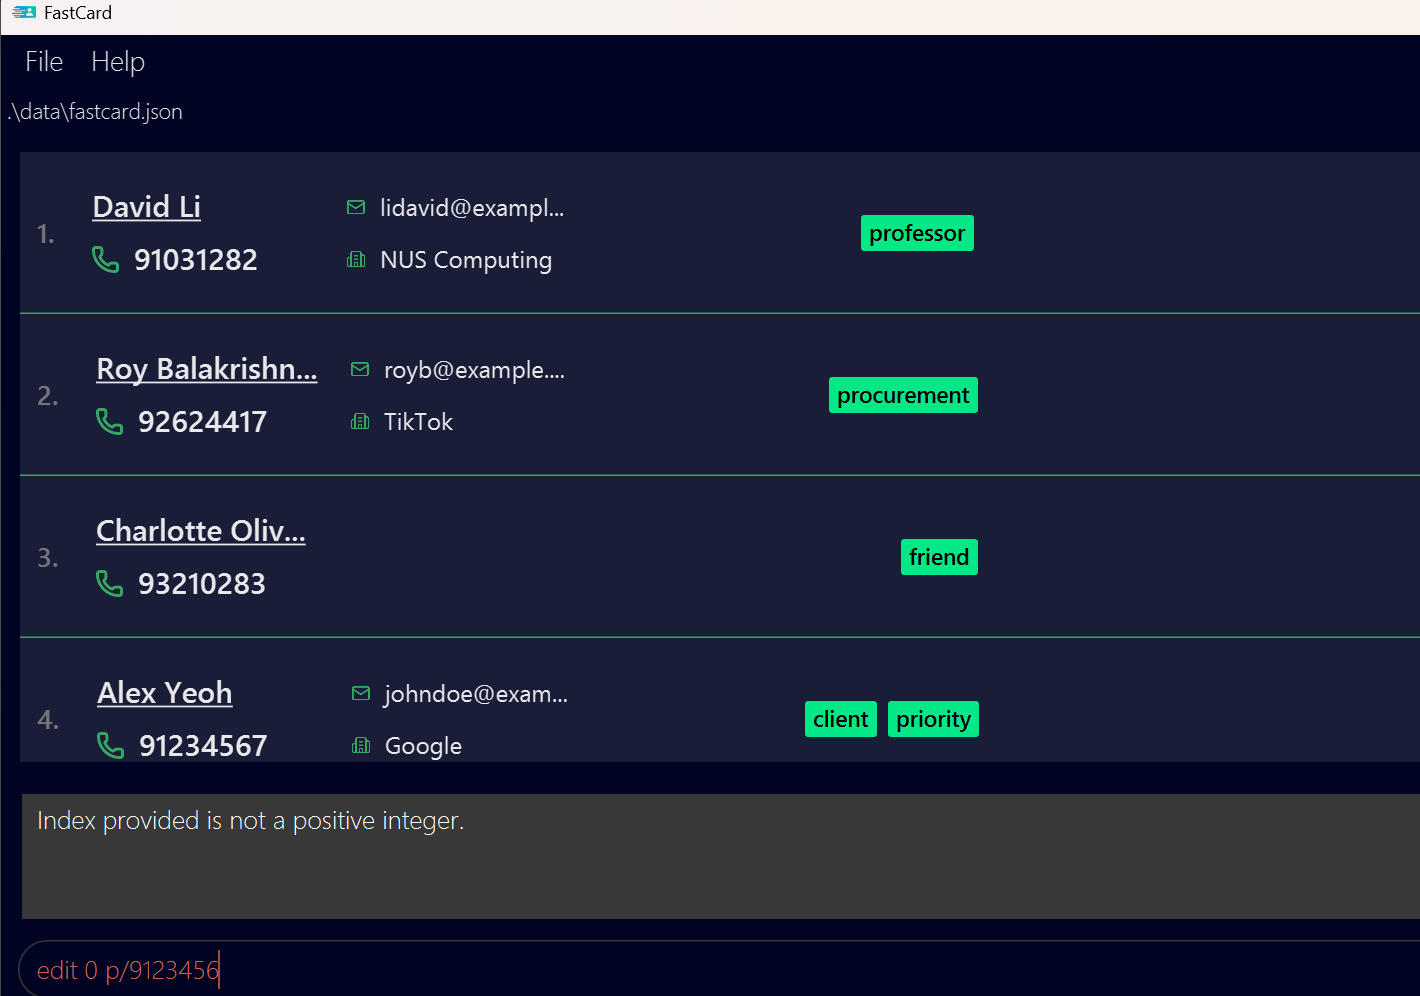 FastCard
File Help
.\data\fastcard.json
1.
David Li
91031282
lidavid@exampl...
NUS Computing
professor
2.
Roy Balakrishn...
92624417
royb@example....
TikTok
procurement
3.
Charlotte Oliv...
93210283
friend
4.
Alex Yeoh
91234567
johndoe@exam...
Google
client priority
Index provided is not a positive integer.
edit 0 p/9123456